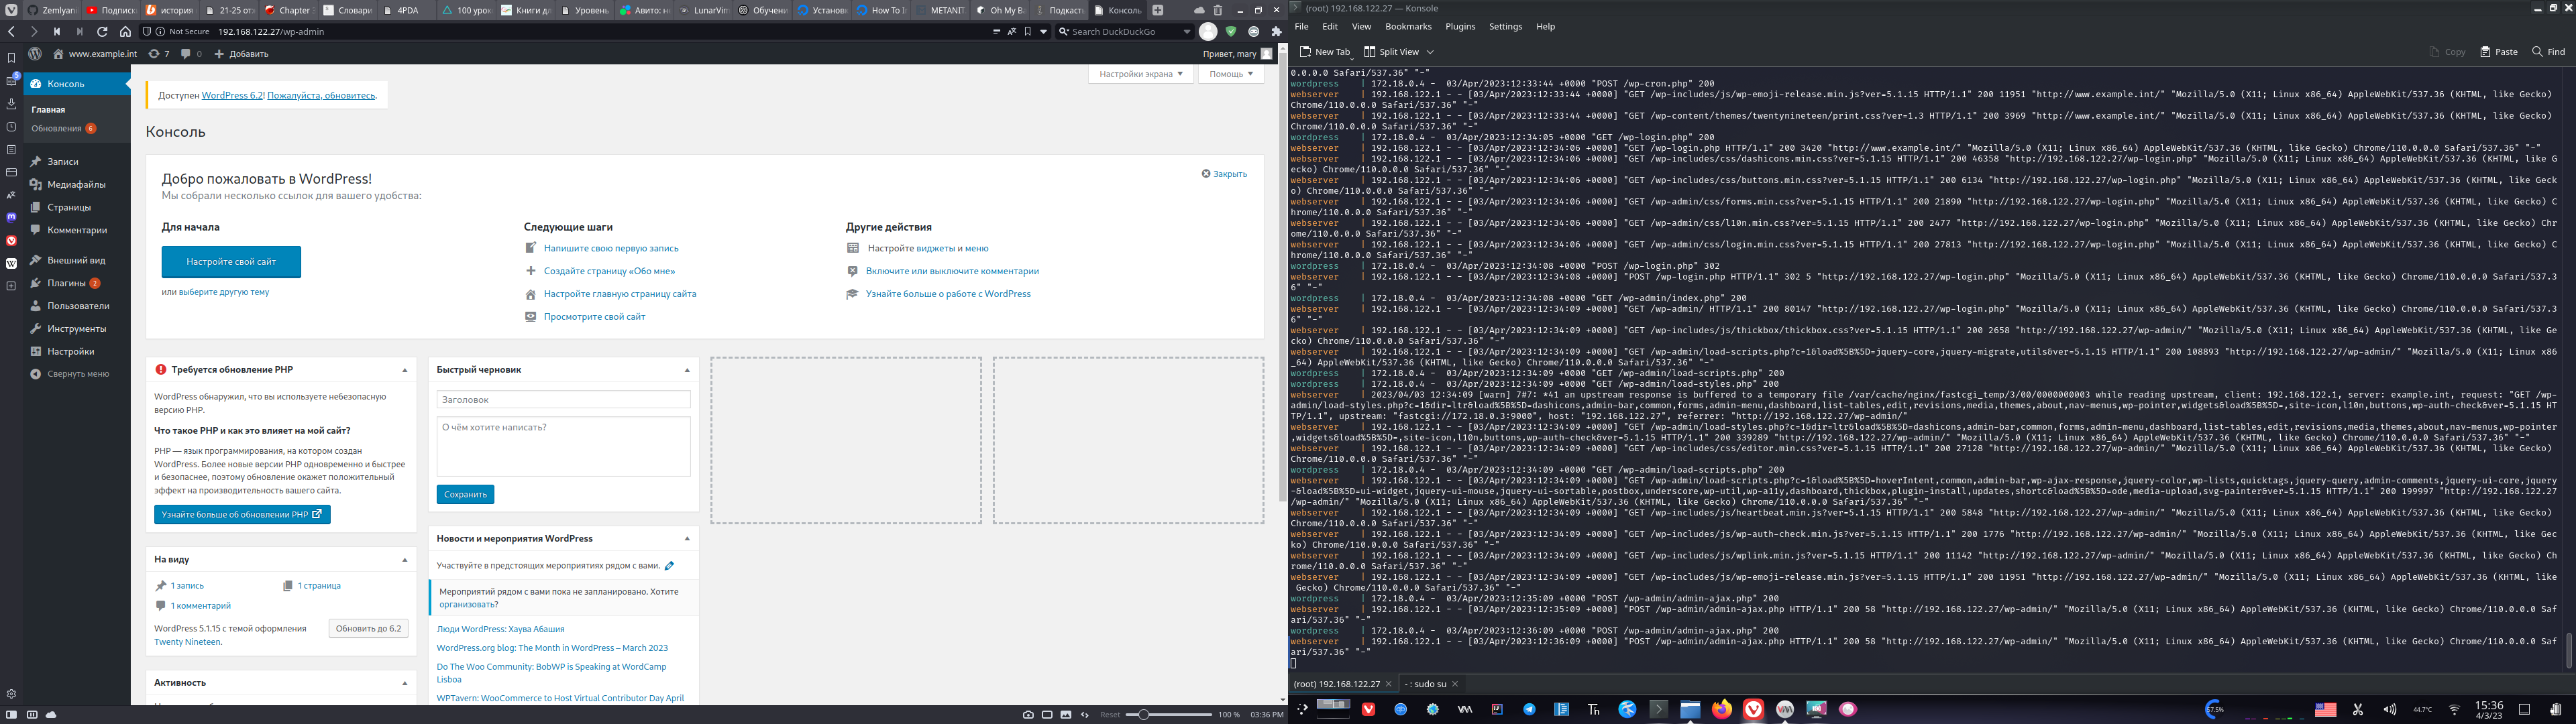 Zemlyan
Подписк
история
21-25 от
Chapter
Словари
4PDA
100 урок
Книги д
Уровень
Авито: н
LunarVim
Обучени
Установ
How To I
METANIT
Oh My B
Подкаст
Консоль
Not Secure 192.168.122.27/wp-admin
Search DuckDuckGo
www.example.int 7 0 Добавить
Привет, mary
Консоль
Главная
Обновления 6
Записи
Медиафайлы
Страницы
Комментарии
Внешний вид
Плагины 2
Пользователи
Инструменты
Настройки
Свернуть меню
Настройки экрана
Помощь
Доступен WordPress 6.2! Пожалуйста, обновитесь.
Консоль
Добро пожаловать в WordPress!
Закрыть
Мы собрали несколько ссылок для вашего удобства:
Для начала
Настройте свой сайт
или выберите другую тему
Следующие шаги
Напишите свою первую запись
Создайте страницу «Обо мне»
Настройте главную страницу сайта
Просмотрите свой сайт
Другие действия
Настройте виджеты и меню
Включите или выключите комментарии
Узнайте больше о работе с WordPress
Требуется обновление PHP
WordPress обнаружил, что вы используете небезопасную
версию PHP.
Что такое PHP и как это влияет на мой сайт?
PHP — язык программирования, на котором создан
WordPress. Более новые версии PHP одновременно и быстрее
и безопаснее, поэтому обновление окажет положительный
эффект на производительность вашего сайта.
Узнайте больше об обновлении PHP
На виду
1 запись
1 страница
1 комментарий
WordPress 5.1.15 с темой оформления
Twenty Nineteen.
Обновить до 6.2
Активность
Быстрый черновик
Заголовок
О чём хотите написать?
Сохранить
Новости и мероприятия WordPress
Участвуйте в предстоящих мероприятиях рядом с вами.
Мероприятий рядом с вами пока не запланировано. Хотите
организовать?
Люди WordPress: Хаува Абашия
WordPress.org blog: The Month in WordPress – March 2023
Do The Woo Community: BobWP is Speaking at WordCamp
Lisboa
WPTavern: WooCommerce to Host Virtual Contributor Day April
Reset 100 % 03:36 PM
(root) 192.168.122.27 — Konsole
File Edit View Bookmarks Plugins Settings Help
New Tab Split View Copy Paste Find
0.0.0.0 Safari/537.36" "-"
wordpress | 172.18.0.4 - 03/Apr/2023:12:33:44 +0000 "POST /wp-cron.php" 200
webserver | 192.168.122.1 - - [03/Apr/2023:12:33:44 +0000] "GET /wp-includes/js/wp-emoji-release.min.js?ver=5.1.15 HTTP/1.1" 200 11951 "http://www.example.int/" "Mozilla/5.0 (X11; Linux x86_64) AppleWebKit/537.36 (KHTML, like Gecko)
Chrome/110.0.0.0 Safari/537.36" "-"
webserver | 192.168.122.1 - - [03/Apr/2023:12:33:44 +0000] "GET /wp-content/themes/twentynineteen/print.css?ver=1.3 HTTP/1.1" 200 3969 "http://www.example.int/" "Mozilla/5.0 (X11; Linux x86_64) AppleWebKit/537.36 (KHTML, like Gecko)
Chrome/110.0.0.0 Safari/537.36" "-"
wordpress | 172.18.0.4 - 03/Apr/2023:12:34:05 +0000 "GET /wp-login.php" 200
webserver | 192.168.122.1 - - [03/Apr/2023:12:34:06 +0000] "GET /wp-login.php HTTP/1.1" 200 3420 "http://www.example.int/" "Mozilla/5.0 (X11; Linux x86_64) AppleWebKit/537.36 (KHTML, like Gecko) Chrome/110.0.0.0 Safari/537.36" "-"
webserver | 192.168.122.1 - - [03/Apr/2023:12:34:06 +0000] "GET /wp-includes/css/dashicons.min.css?ver=5.1.15 HTTP/1.1" 200 46358 "http://192.168.122.27/wp-login.php" "Mozilla/5.0 (X11; Linux x86_64) AppleWebKit/537.36 (KHTML, like G
ecko) Chrome/110.0.0.0 Safari/537.36" "-"
webserver | 192.168.122.1 - - [03/Apr/2023:12:34:06 +0000] "GET /wp-includes/css/buttons.min.css?ver=5.1.15 HTTP/1.1" 200 6134 "http://192.168.122.27/wp-login.php" "Mozilla/5.0 (X11; Linux x86_64) AppleWebKit/537.36 (KHTML, like Geck
o) Chrome/110.0.0.0 Safari/537.36" "-"
webserver | 192.168.122.1 - - [03/Apr/2023:12:34:06 +0000] "GET /wp-admin/css/forms.min.css?ver=5.1.15 HTTP/1.1" 200 21890 "http://192.168.122.27/wp-login.php" "Mozilla/5.0 (X11; Linux x86_64) AppleWebKit/537.36 (KHTML, like Gecko) C
hrome/110.0.0.0 Safari/537.36" "-"
webserver | 192.168.122.1 - - [03/Apr/2023:12:34:06 +0000] "GET /wp-admin/css/l10n.min.css?ver=5.1.15 HTTP/1.1" 200 2477 "http://192.168.122.27/wp-login.php" "Mozilla/5.0 (X11; Linux x86_64) AppleWebKit/537.36 (KHTML, like Gecko) Chr
ome/110.0.0.0 Safari/537.36" "-"
webserver | 192.168.122.1 - - [03/Apr/2023:12:34:06 +0000] "GET /wp-admin/css/login.min.css?ver=5.1.15 HTTP/1.1" 200 27813 "http://192.168.122.27/wp-login.php" "Mozilla/5.0 (X11; Linux x86_64) AppleWebKit/537.36 (KHTML, like Gecko) C
hrome/110.0.0.0 Safari/537.36" "-"
wordpress | 172.18.0.4 - 03/Apr/2023:12:34:08 +0000 "POST /wp-login.php" 302
webserver | 192.168.122.1 - - [03/Apr/2023:12:34:08 +0000] "POST /wp-login.php HTTP/1.1" 302 5 "http://192.168.122.27/wp-login.php" "Mozilla/5.0 (X11; Linux x86_64) AppleWebKit/537.36 (KHTML, like Gecko) Chrome/110.0.0.0 Safari/537.3
6" "-"
wordpress | 172.18.0.4 - 03/Apr/2023:12:34:08 +0000 "GET /wp-admin/index.php" 200
webserver | 192.168.122.1 - - [03/Apr/2023:12:34:09 +0000] "GET /wp-admin/ HTTP/1.1" 200 80147 "http://192.168.122.27/wp-login.php" "Mozilla/5.0 (X11; Linux x86_64) AppleWebKit/537.36 (KHTML, like Gecko) Chrome/110.0.0.0 Safari/537.3
6" "-"
webserver | 192.168.122.1 - - [03/Apr/2023:12:34:09 +0000] "GET /wp-includes/js/thickbox/thickbox.css?ver=5.1.15 HTTP/1.1" 200 2658 "http://192.168.122.27/wp-admin/" "Mozilla/5.0 (X11; Linux x86_64) AppleWebKit/537.36 (KHTML, like Ge
cko) Chrome/110.0.0.0 Safari/537.36" "-"
webserver | 192.168.122.1 - - [03/Apr/2023:12:34:09 +0000] "GET /wp-admin/load-scripts.php?c=1&load%5B%5D=jquery-core,jquery-migrate,utils&ver=5.1.15 HTTP/1.1" 200 108893 "http://192.168.122.27/wp-admin/" "Mozilla/5.0 (X11; Linux x86
_64) AppleWebKit/537.36 (KHTML, like Gecko) Chrome/110.0.0.0 Safari/537.36" "-"
wordpress | 172.18.0.4 - 03/Apr/2023:12:34:09 +0000 "GET /wp-admin/load-scripts.php" 200
wordpress | 172.18.0.4 - 03/Apr/2023:12:34:09 +0000 "GET /wp-admin/load-styles.php" 200
webserver | 2023/04/03 12:34:09 [warn] 7#7: *41 an upstream response is buffered to a temporary file /var/cache/nginx/fastcgi_temp/3/00/0000000003 while reading upstream, client: 192.168.122.1, server: example.int, request: "GET /wp-
admin/load-styles.php?c=1&dir=ltr&load%5B%5D=dashicons,admin-bar,common,forms,admin-menu,dashboard,list-tables,edit,revisions,media,themes,about,nav-menus,wp-pointer,widgets&load%5B%5D=,site-icon,l10n,buttons,wp-auth-check&ver=5.1.15 H
TTP/1.1", upstream: "fastcgi://172.18.0.3:9000", host: "192.168.122.27", referrer: "http://192.168.122.27/wp-admin/"
webserver | 192.168.122.1 - - [03/Apr/2023:12:34:09 +0000] "GET /wp-admin/load-styles.php?c=1&dir=ltr&load%5B%5D=dashicons,admin-bar,common,forms,admin-menu,dashboard,list-tables,edit,revisions,media,themes,about,nav-menus,wp-pointer
,widgets&load%5B%5D=,site-icon,l10n,buttons,wp-auth-check&ver=5.1.15 HTTP/1.1" 200 339289 "http://192.168.122.27/wp-admin/" "Mozilla/5.0 (X11; Linux x86_64) AppleWebKit/537.36 (KHTML, like Gecko) Chrome/110.0.0.0 Safari/537.36" "-"
webserver | 192.168.122.1 - - [03/Apr/2023:12:34:09 +0000] "GET /wp-includes/css/editor.min.css?ver=5.1.15 HTTP/1.1" 200 27128 "http://192.168.122.27/wp-admin/" "Mozilla/5.0 (X11; Linux x86_64) AppleWebKit/537.36 (KHTML, like Gecko)
Chrome/110.0.0.0 Safari/537.36" "-"
wordpress | 172.18.0.4 - 03/Apr/2023:12:34:09 +0000 "GET /wp-admin/load-scripts.php" 200
webserver | 192.168.122.1 - - [03/Apr/2023:12:34:09 +0000] "GET /wp-admin/load-scripts.php?c=1&load%5B%5D=hoverIntent,common,admin-bar,wp-ajax-response,jquery-color,wp-lists,quicktags,jquery-query,admin-comments,jquery-ui-core,jquery
-&load%5B%5D=ui-widget,jquery-ui-mouse,jquery-ui-sortable,postbox,underscore,wp-util,wp-a11y,dashboard,thickbox,plugin-install,updates,shortc&load%5B%5D=ode,media-upload,svg-painter&ver=5.1.15 HTTP/1.1" 200 199997 "http://192.168.122.27
/wp-admin/" "Mozilla/5.0 (X11; Linux x86_64) AppleWebKit/537.36 (KHTML, like Gecko) Chrome/110.0.0.0 Safari/537.36" "-"
webserver | 192.168.122.1 - - [03/Apr/2023:12:34:09 +0000] "GET /wp-includes/js/heartbeat.min.js?ver=5.1.15 HTTP/1.1" 200 5848 "http://192.168.122.27/wp-admin/" "Mozilla/5.0 (X11; Linux x86_64) AppleWebKit/537.36 (KHTML, like Gecko)
Chrome/110.0.0.0 Safari/537.36" "-"
webserver | 192.168.122.1 - - [03/Apr/2023:12:34:09 +0000] "GET /wp-includes/js/wp-auth-check.min.js?ver=5.1.15 HTTP/1.1" 200 1776 "http://192.168.122.27/wp-admin/" "Mozilla/5.0 (X11; Linux x86_64) AppleWebKit/537.36 (KHTML, like Gec
ko) Chrome/110.0.0.0 Safari/537.36" "-"
webserver | 192.168.122.1 - - [03/Apr/2023:12:34:09 +0000] "GET /wp-includes/js/wplink.min.js?ver=5.1.15 HTTP/1.1" 200 11142 "http://192.168.122.27/wp-admin/" "Mozilla/5.0 (X11; Linux x86_64) AppleWebKit/537.36 (KHTML, like Gecko) Ch
rome/110.0.0.0 Safari/537.36" "-"
webserver | 192.168.122.1 - - [03/Apr/2023:12:34:09 +0000] "GET /wp-includes/js/wp-emoji-release.min.js?ver=5.1.15 HTTP/1.1" 200 11951 "http://192.168.122.27/wp-admin/" "Mozilla/5.0 (X11; Linux x86_64) AppleWebKit/537.36 (KHTML, like
Gecko) Chrome/110.0.0.0 Safari/537.36" "-"
wordpress | 172.18.0.4 - 03/Apr/2023:12:35:09 +0000 "POST /wp-admin/admin-ajax.php" 200
webserver | 192.168.122.1 - - [03/Apr/2023:12:35:09 +0000] "POST /wp-admin/admin-ajax.php HTTP/1.1" 200 58 "http://192.168.122.27/wp-admin/" "Mozilla/5.0 (X11; Linux x86_64) AppleWebKit/537.36 (KHTML, like Gecko) Chrome/110.0.0.0 Saf
ari/537.36" "-"
wordpress | 172.18.0.4 - 03/Apr/2023:12:36:09 +0000 "POST /wp-admin/admin-ajax.php" 200
webserver | 192.168.122.1 - - [03/Apr/2023:12:36:09 +0000] "POST /wp-admin/admin-ajax.php HTTP/1.1" 200 58 "http://192.168.122.27/wp-admin/" "Mozilla/5.0 (X11; Linux x86_64) AppleWebKit/537.36 (KHTML, like Gecko) Chrome/110.0.0.0 Saf
ari/537.36" "-"
(root) 192.168.122.27
- : sudo su
57.5%
44.7°C
15:36
4/3/23